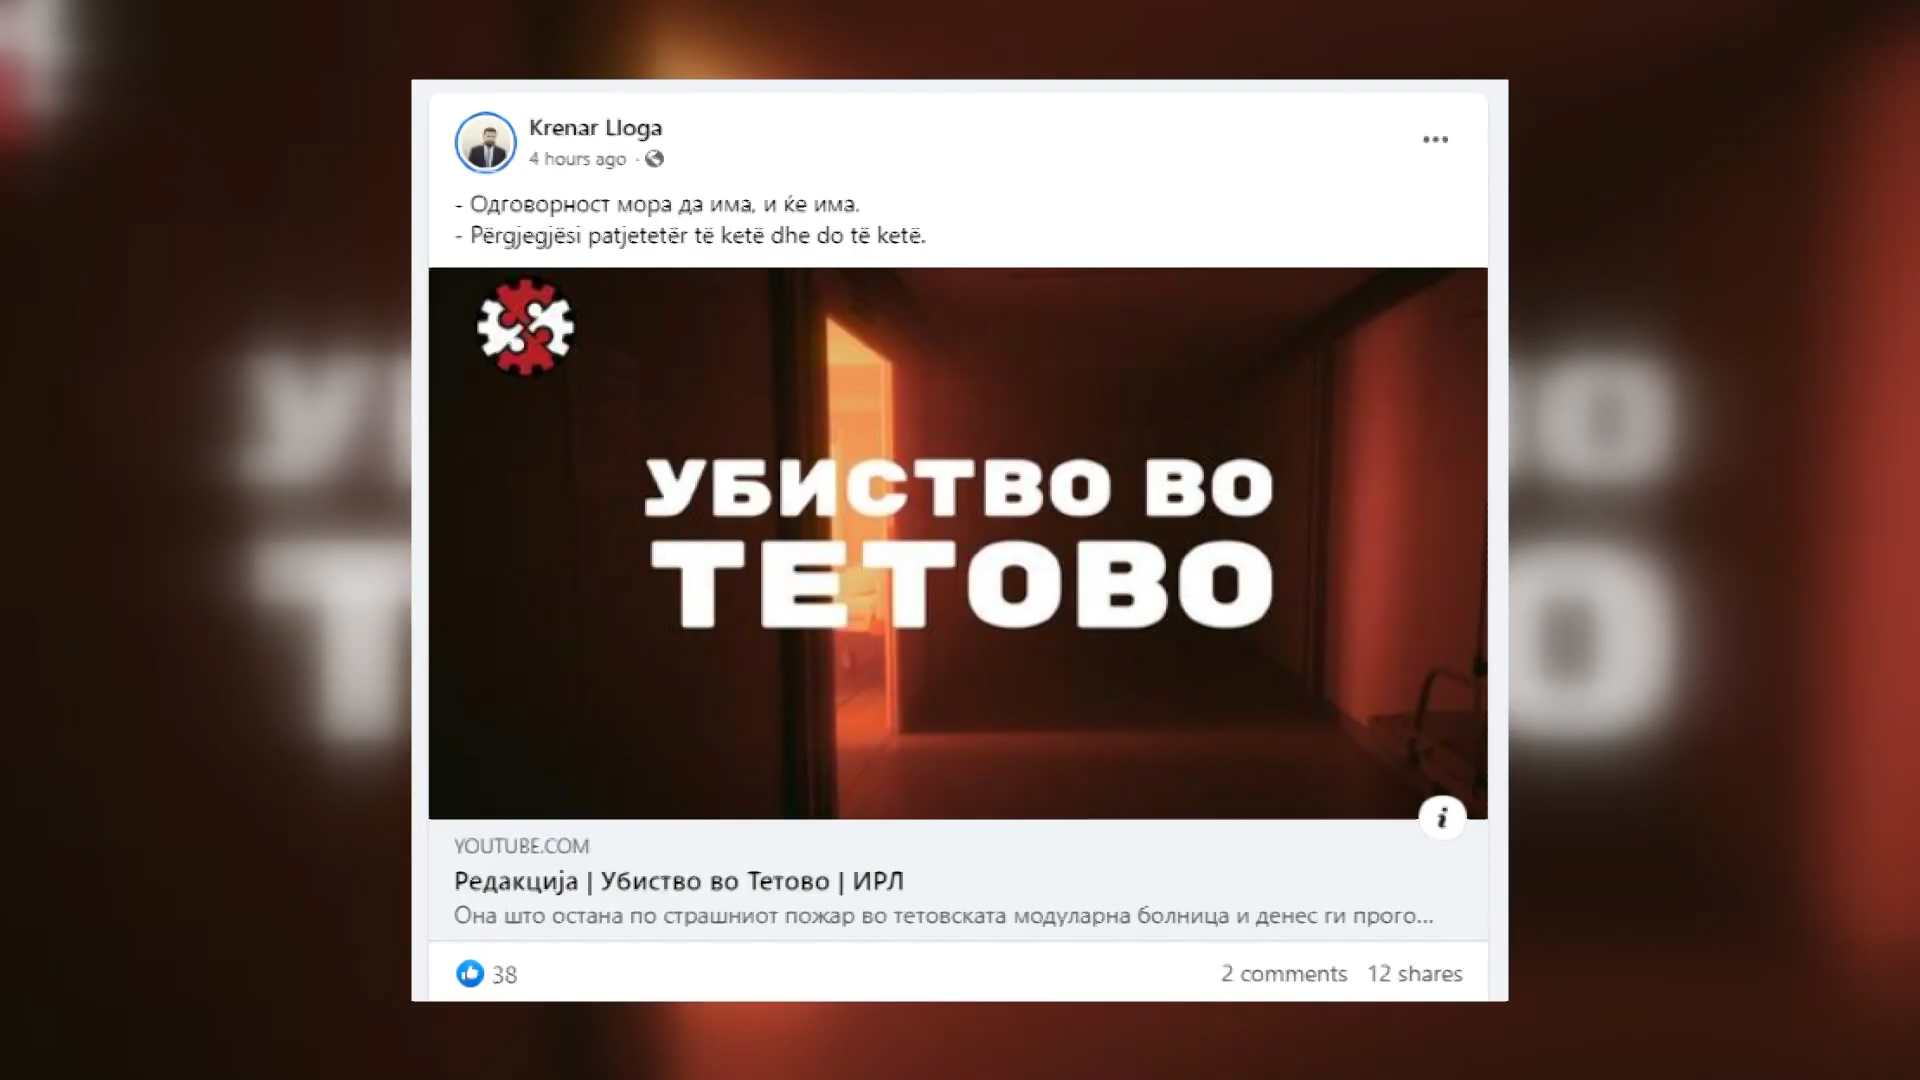 Krenar Lloga
4 hours ago ·
- Одговорност мора да има, и ќе има.
- Përgjegjësi patjetetër të ketë dhe do të ketë.
УБИСТВО ВО
ТЕТОВО
i
YOUTUBE.COM
Редакција | Убиство во Тетово | ИРЛ
Она што остана по страшниот пожар во тетовската модуларна болница и денес ги прого...
38
2 comments 12 shares